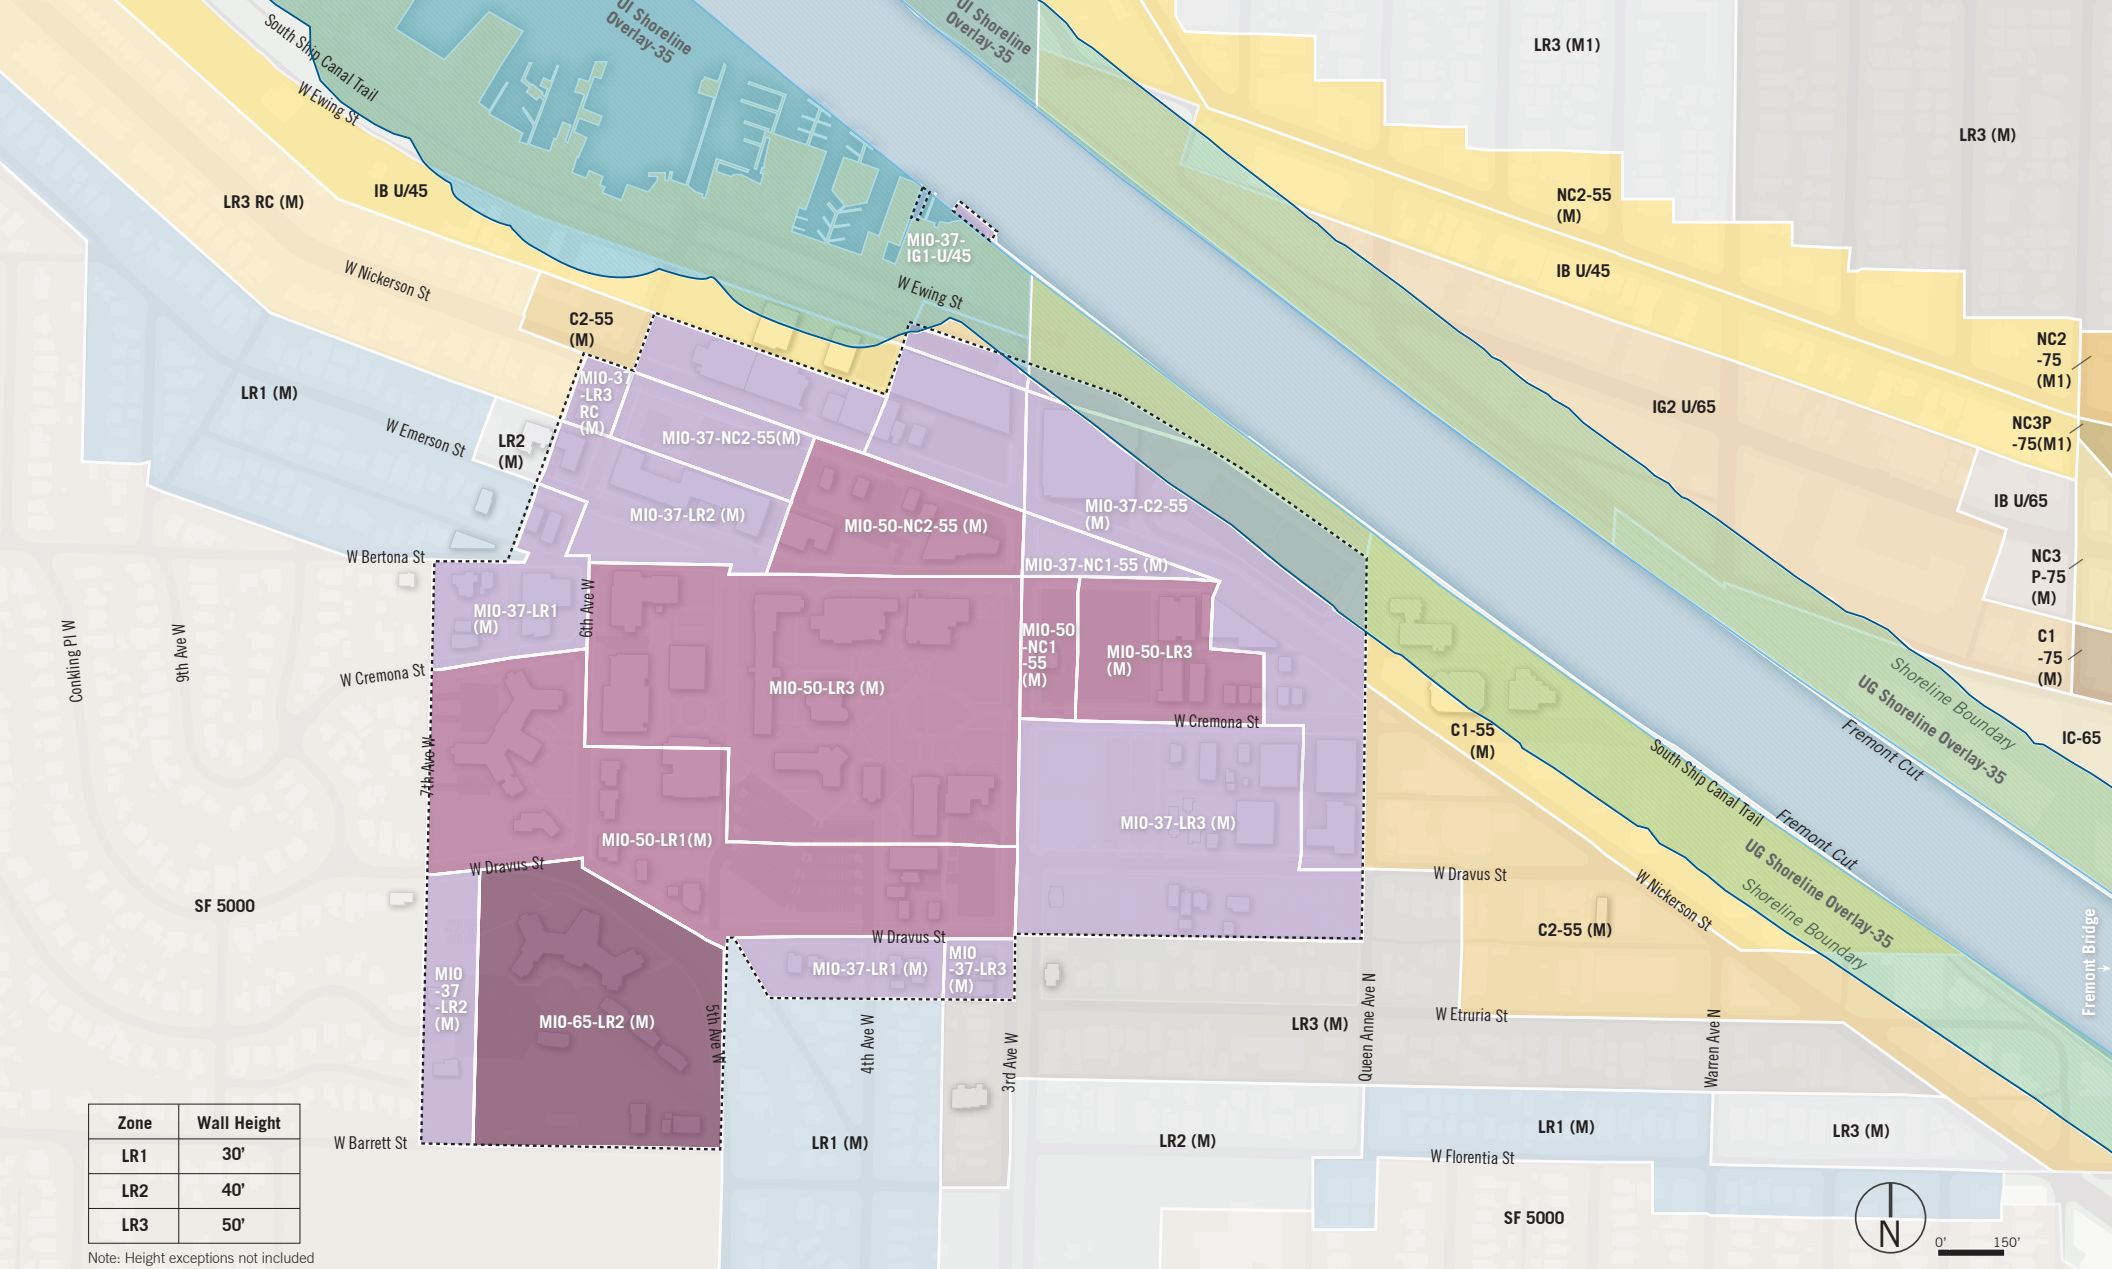 UI Shoreline
Overlay-35
UI Shoreline
Overlay-35
South Ship Canal Trail
W Ewing St
LR3 (M1)
LR3 (M)
IB U/45
LR3 RC (M)
NC2-55
(M)
MIO-37-
IG1-U/45
W Ewing St
W Nickerson St
IB U/45
C2-55
(M)
NC2
-75
(M1)
LR1 (M)
MIO-37
-LR3
RC
(M)
IG2 U/65
NC3P
-75(M1)
W Emerson St
LR2
(M)
MIO-37-NC2-55(M)
IB U/65
MIO-37-LR2 (M)
MIO-50-NC2-55 (M)
MIO-37-C2-55
(M)
W Bertona St
MIO-37-NC1-55 (M)
NC3
P-75
(M)
6th Ave W
MIO-37-LR1
(M)
MIO-50
-NC1
-55
(M)
MIO-50-LR3
(M)
C1
-75
(M)
Conkling Pl W
9th Ave W
W Cremona St
MIO-50-LR3 (M)
Shoreline Boundary
UG Shoreline Overlay-35
W Cremona St
C1-55
(M)
IC-65
Fremont Cut
7th Ave W
South Ship Canal Trail
Fremont Cut
MIO-50-LR1(M)
MIO-37-LR3 (M)
UG Shoreline Overlay-35
Shoreline Boundary
W Dravus St
W Dravus St
W Nickerson St
SF 5000
C2-55 (M)
W Dravus St
Fremont Bridge
MIO
-37
-LR2
(M)
MIO-37-LR1 (M)
MIO
-37-LR3
(M)
MIO-65-LR2 (M)
5th Ave W
4th Ave W
3rd Ave W
LR3 (M)
Queen Anne Ave N
W Etruria St
Warren Ave N
W Barrett St
LR1 (M)
LR2 (M)
LR1 (M)
LR3 (M)
W Florentia St
SF 5000
Zone Wall Height
LR1 30’
LR2 40’
LR3 50’
Note: Height exceptions not included
N
0’ 150’